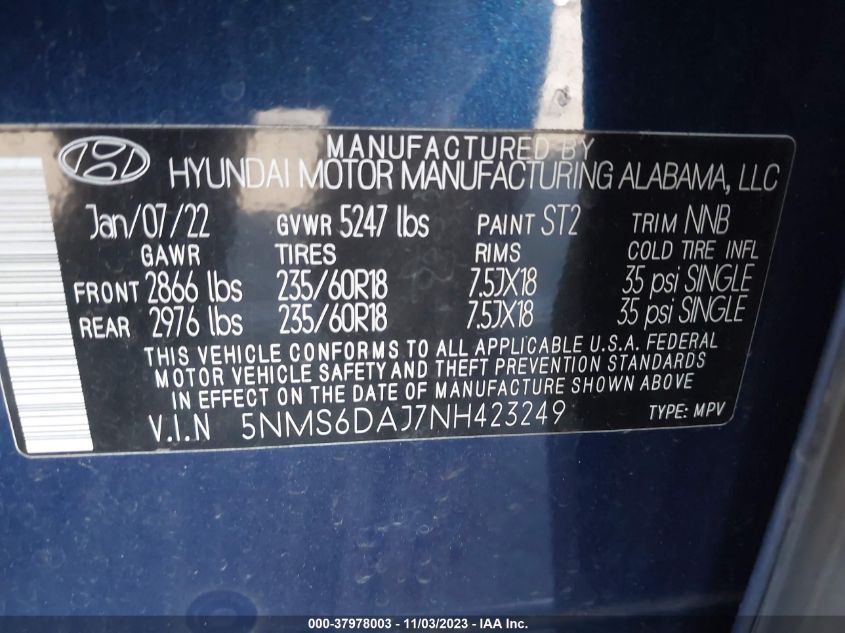 MANUFACTURED BY
HYUNDAI MOTOR MANUFACTURING ALABAMA, LLC
Jan/07/22 GVWR 5247 lbs PAINT ST2 TRIM NNB
GAWR TIRES RIMS COLD TIRE INFL
FRONT 2866 lbs 235/60R18 7.5JX18 35 psi SINGLE
REAR 2976 lbs 235/60R18 7.5JX18 35 psi SINGLE
THIS VEHICLE CONFORMS TO ALL APPLICABLE U.S.A. FEDERAL
MOTOR VEHICLE SAFETY AND THEFT PREVENTION STANDARDS
IN EFFECT ON THE DATE OF MANUFACTURE SHOWN ABOVE
V.I.N 5NMS6DAJ7NH423249 TYPE: MPV
000-37978003 - 11/03/2023 - IAAI.com